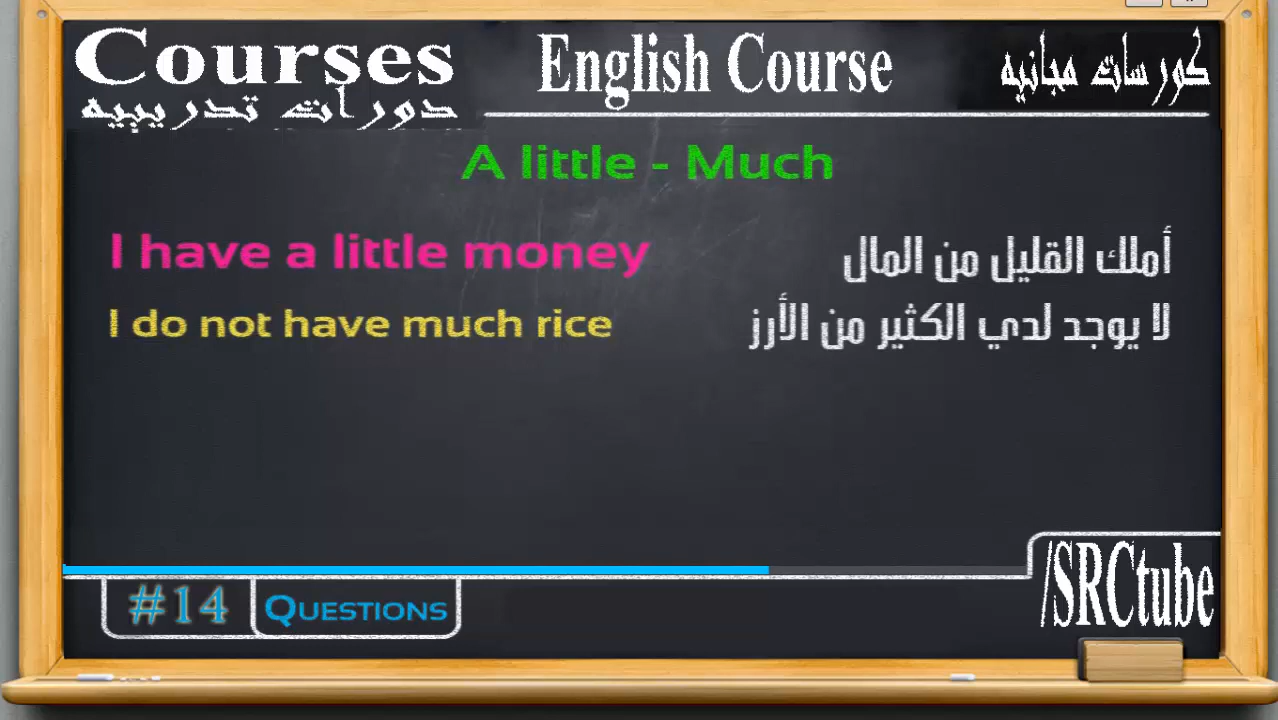 Courses
دورات تدريبيه
English Course
كورسات مجانيه
A little - Much
I have a little money
أملك القليل من المال
I do not have much rice
لا يوجد لدي الكثير من الأرز
#14
QUESTIONS
/SRCtube